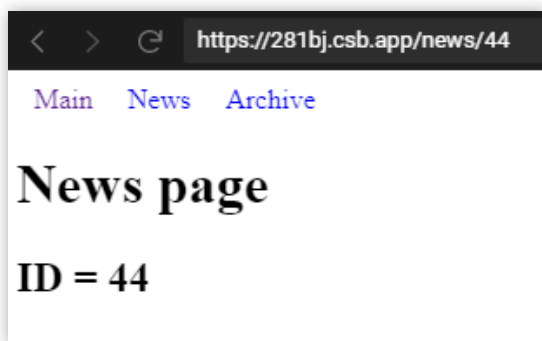 https://281bj.csb.app/news/44
Main News Archive
News page
ID = 44